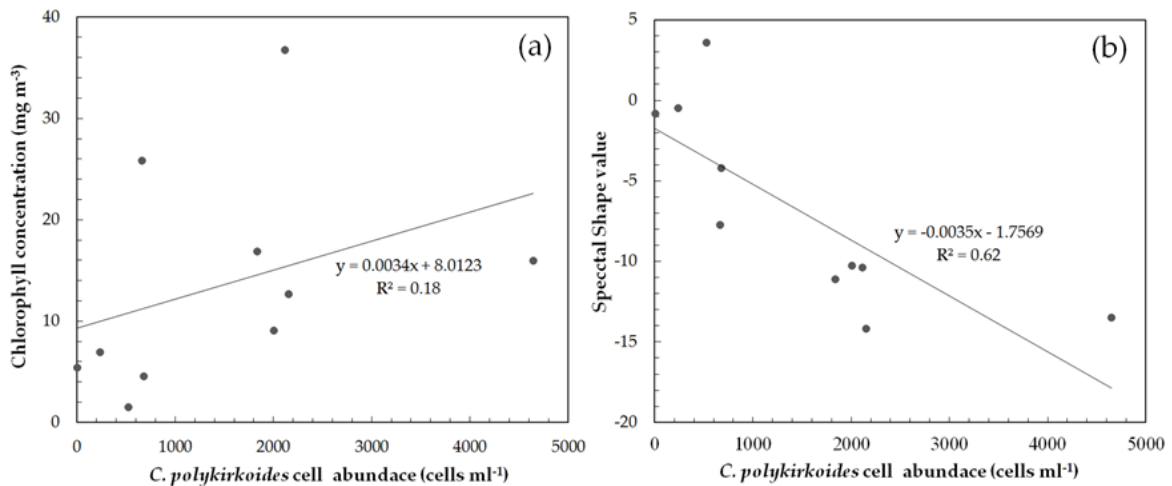 (a)
Chlorophyll concentration (mg m⁻³)
40
30
20
10
0
y = 0.0034x + 8.0123
R² = 0.18
0 1000 2000 3000 4000 5000
C. polykirkoides cell abundace (cells ml⁻¹)
(b)
Specctal Shape value
5
0
-5
-10
-15
-20
y = -0.0035x - 1.7569
R² = 0.62
0 1000 2000 3000 4000 5000
C. polykirkoides cell abundace (cells ml⁻¹)